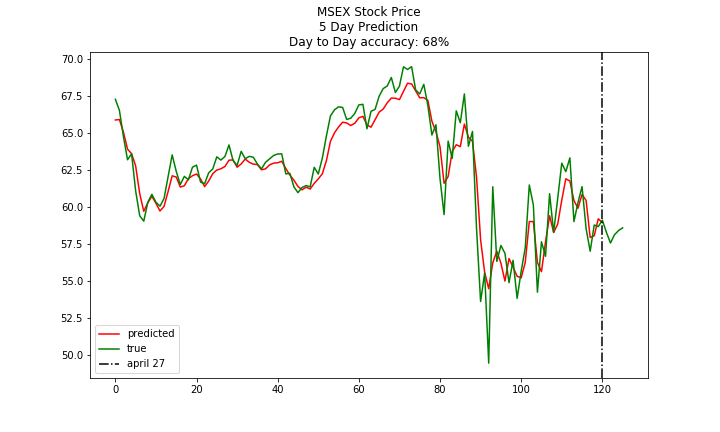 MSEX Stock Price
5 Day Prediction
Day to Day accuracy: 68%
70.0
67.5
65.0
62.5
60.0
57.5
55.0
52.5
50.0
predicted
true
april 27
0 20 40 60 80 100 120